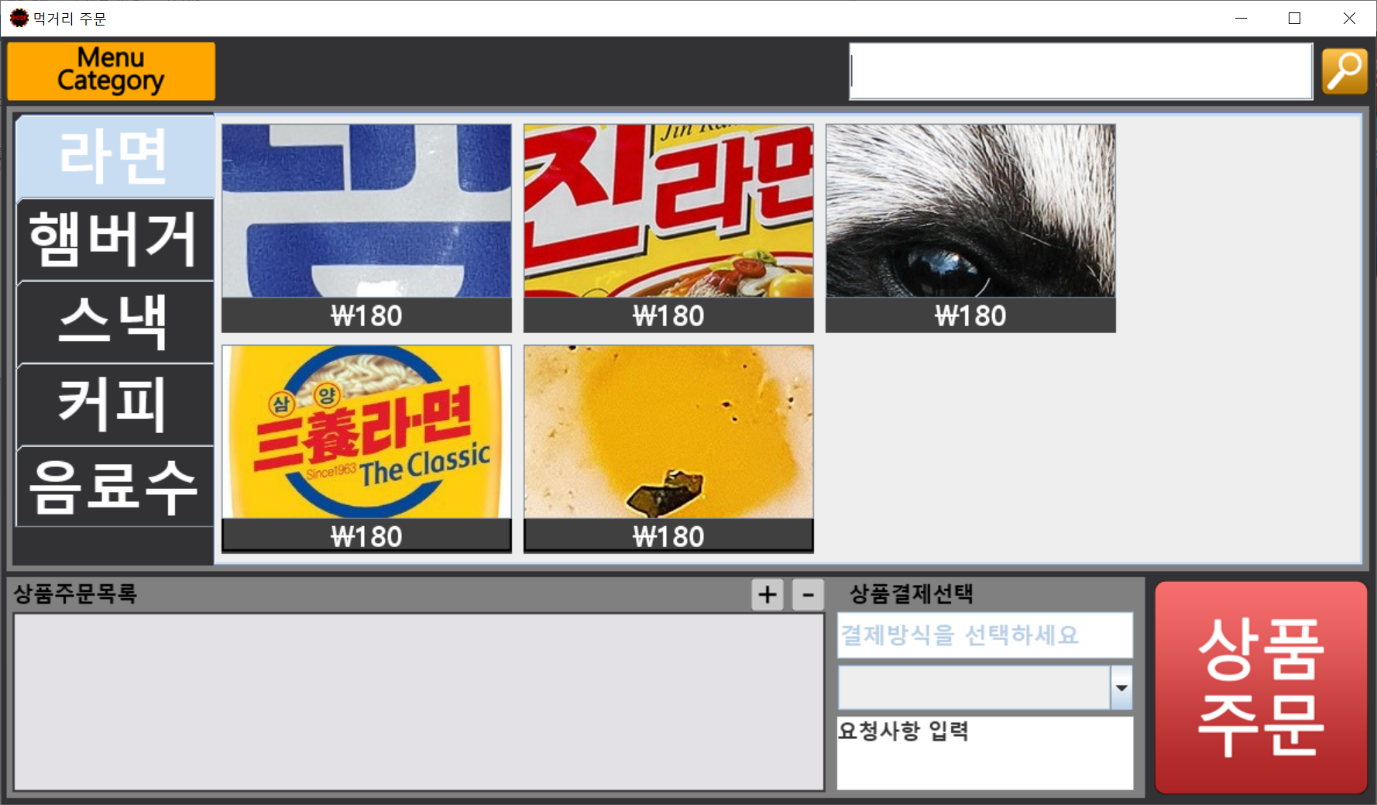 먹거리 주문
Menu
Category
라면
햄버거
스낵
커피
음료수
진라면
₩180
₩180
₩180
삼 양
三養라면
Since1963
The Classic
₩180
₩180
상품주문목록
+
-
상품결제선택
결제방식을 선택하세요
요청사항 입력
상품
주문